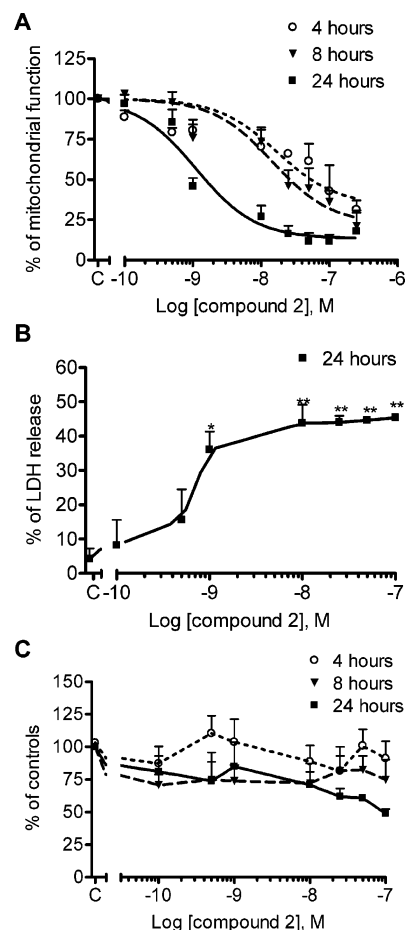 A
4 hours
8 hours
24 hours
% of mitochondrial function
125
100
75
50
25
0
C -10 -9 -8 -7 -6
Log [compound 2], M
B
24 hours
% of LDH release
60
50
40
30
20
10
0
* ** ** ** **
C -10 -9 -8 -7
Log [compound 2], M
C
4 hours
8 hours
24 hours
% of controls
150
125
100
75
50
25
0
C -10 -9 -8 -7
Log [compound 2], M